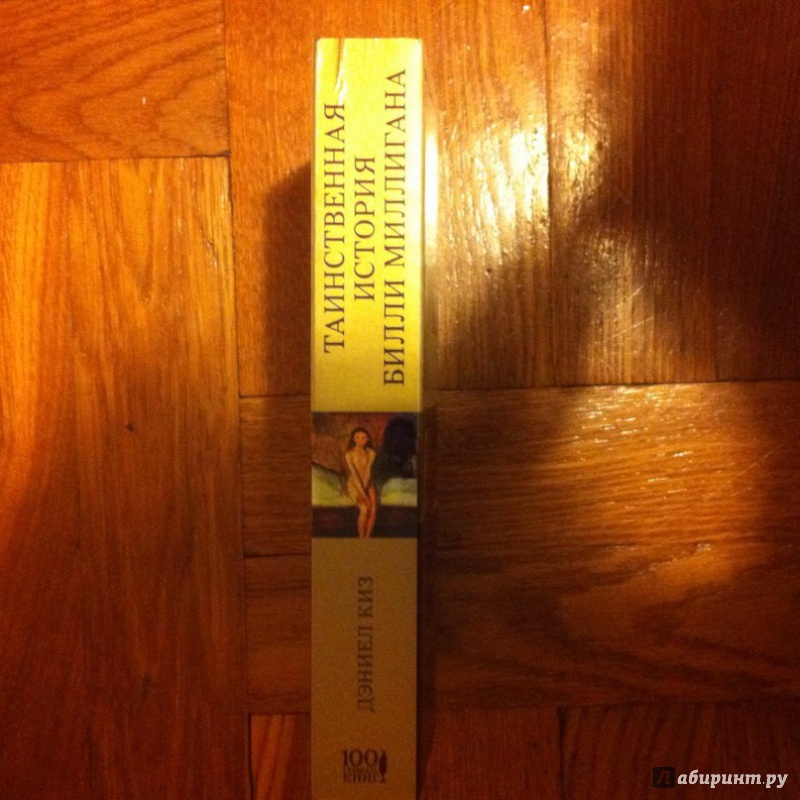 ТАИНСТВЕННАЯ
ИСТОРИЯ
БИЛЛИ МИЛЛИГАНА
ДЭНИЕЛ КИЗ
100
Лабиринт.ру